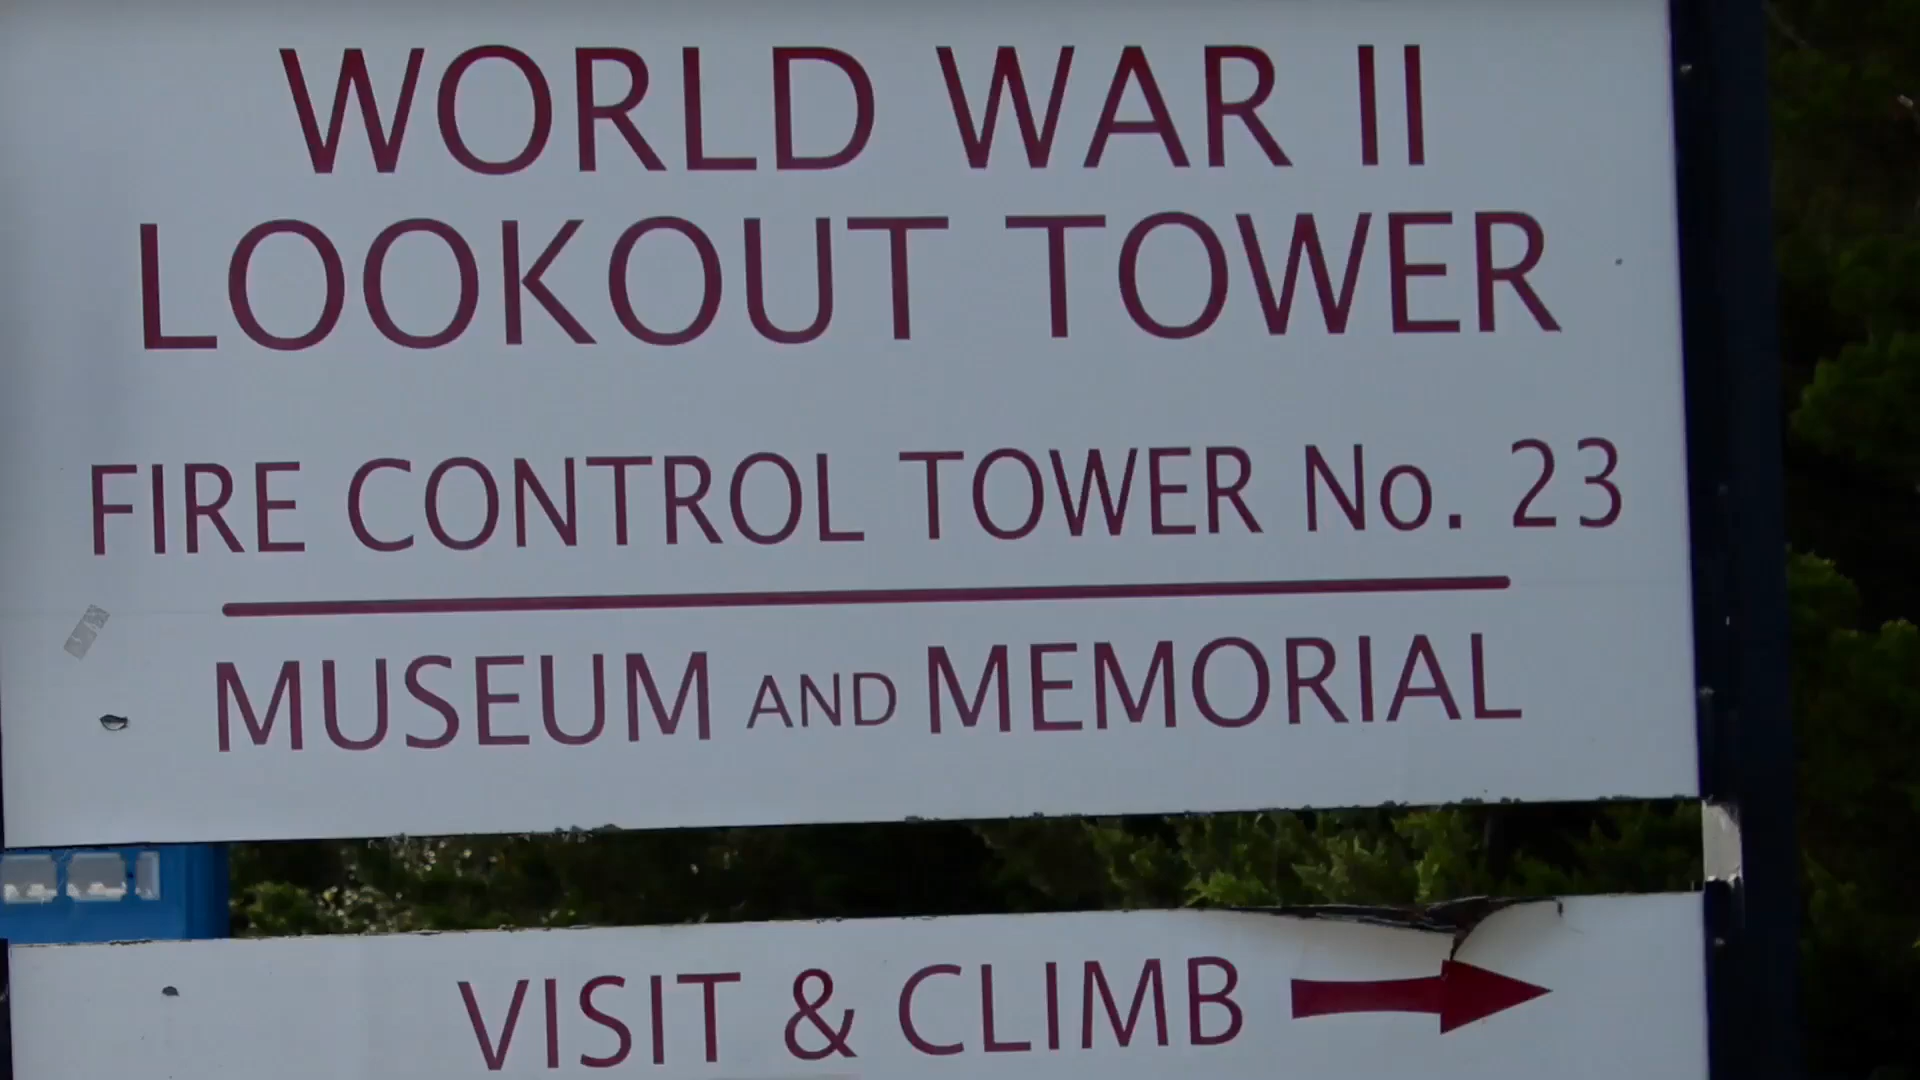 WORLD WAR II
LOOKOUT TOWER
FIRE CONTROL TOWER No. 23
MUSEUM AND MEMORIAL
VISIT & CLIMB